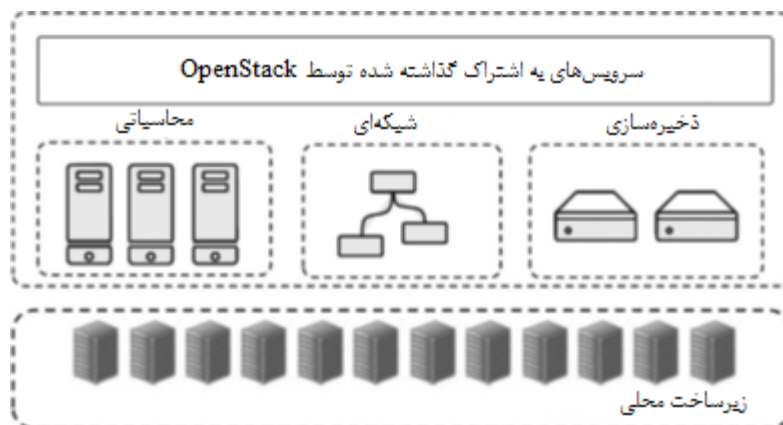 سرویس‌های به اشتراک گذاشته شده توسط OpenStack
ذخیره‌سازی
شبکه‌ای
محاسباتی
زیرساخت محلی